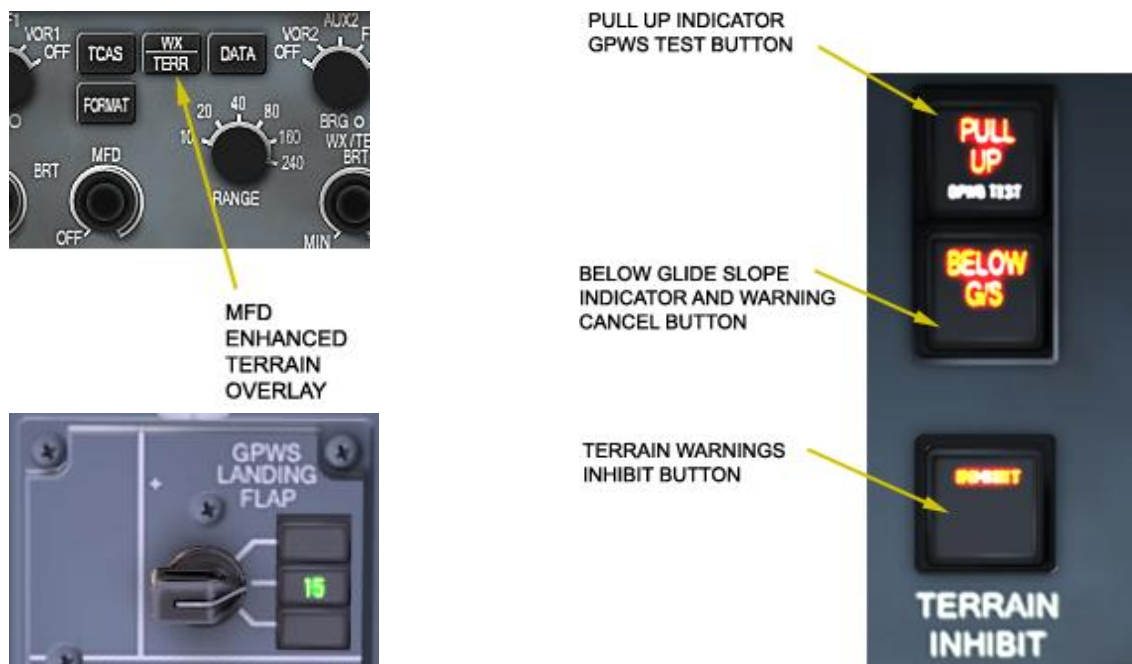 VOR1
OFF
TCAS
WX
TERR
DATA
VOR2
OFF
AUX2
F
FORMAT
10 20 40 80 160 240
RANGE
BRG
WX/TE
BRT
MIN
BRT
MFD
OFF
MFD
ENHANCED
TERRAIN
OVERLAY
GPWS
LANDING
FLAP
15
PULL UP INDICATOR
GPWS TEST BUTTON
PULL
UP
GPWS TEST
BELOW GLIDE SLOPE
INDICATOR AND WARNING
CANCEL BUTTON
BELOW
G/S
TERRAIN WARNINGS
INHIBIT BUTTON
INHIBIT
TERRAIN
INHIBIT